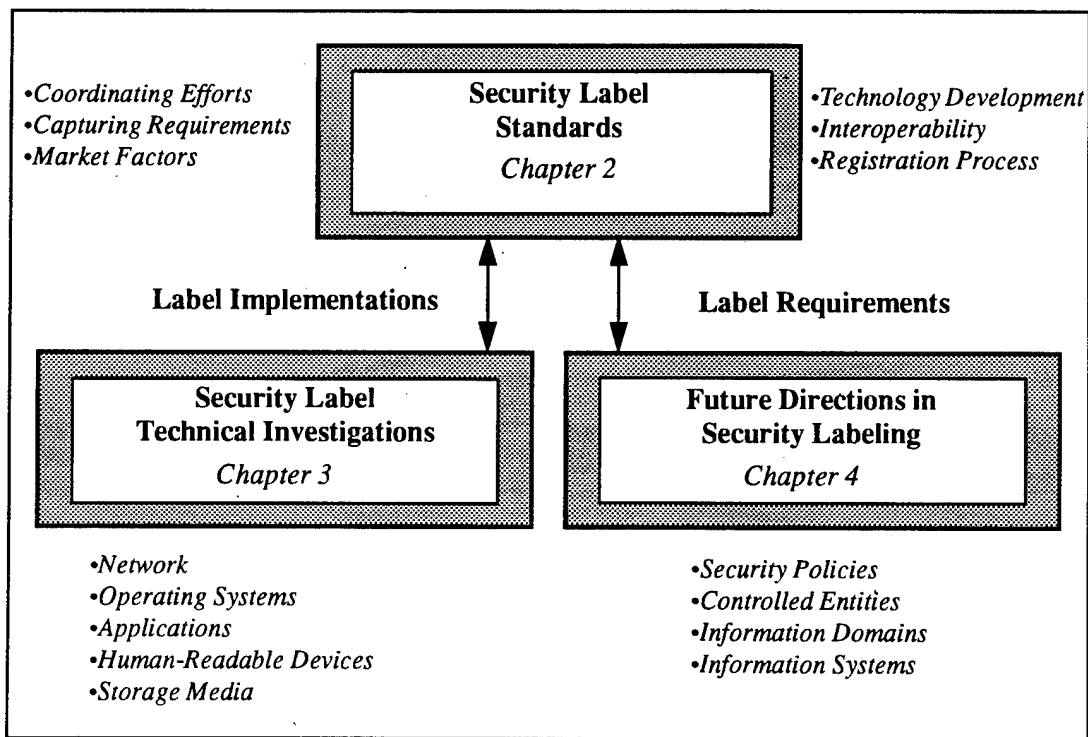 •Coordinating Efforts
•Capturing Requirements
•Market Factors
Security Label
Standards
Chapter 2
•Technology Development
•Interoperability
•Registration Process
Label Implementations
Label Requirements
Security Label
Technical Investigations
Chapter 3
Future Directions in
Security Labeling
Chapter 4
•Network
•Operating Systems
•Applications
•Human-Readable Devices
•Storage Media
•Security Policies
•Controlled Entities
•Information Domains
•Information Systems